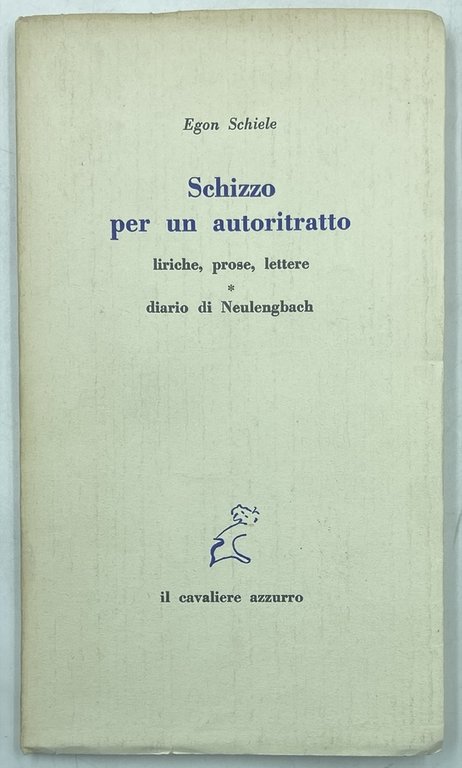 Egon Schiele
Schizzo
per un autoritratto
liriche, prose, lettere
*
diario di Neulengbach
il cavaliere azzurro